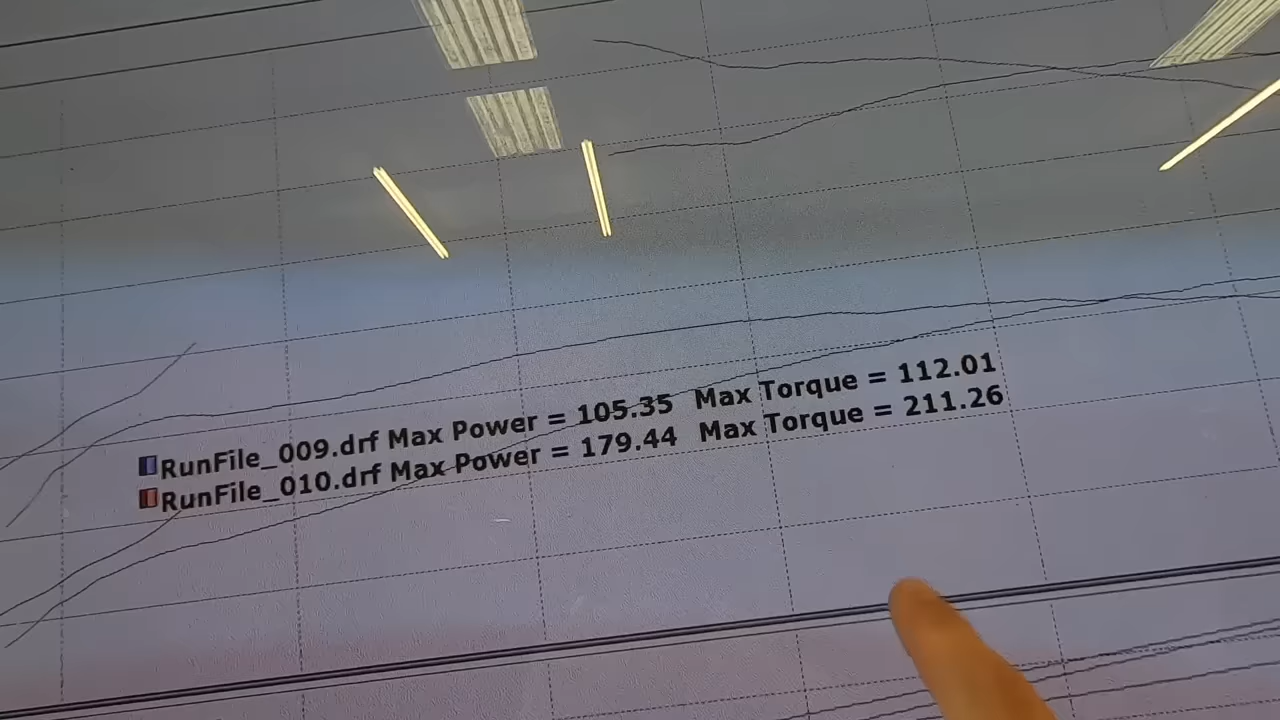 RunFile_009.drf Max Power = 105.35 Max Torque = 112.01
RunFile_010.drf Max Power = 179.44 Max Torque = 211.26